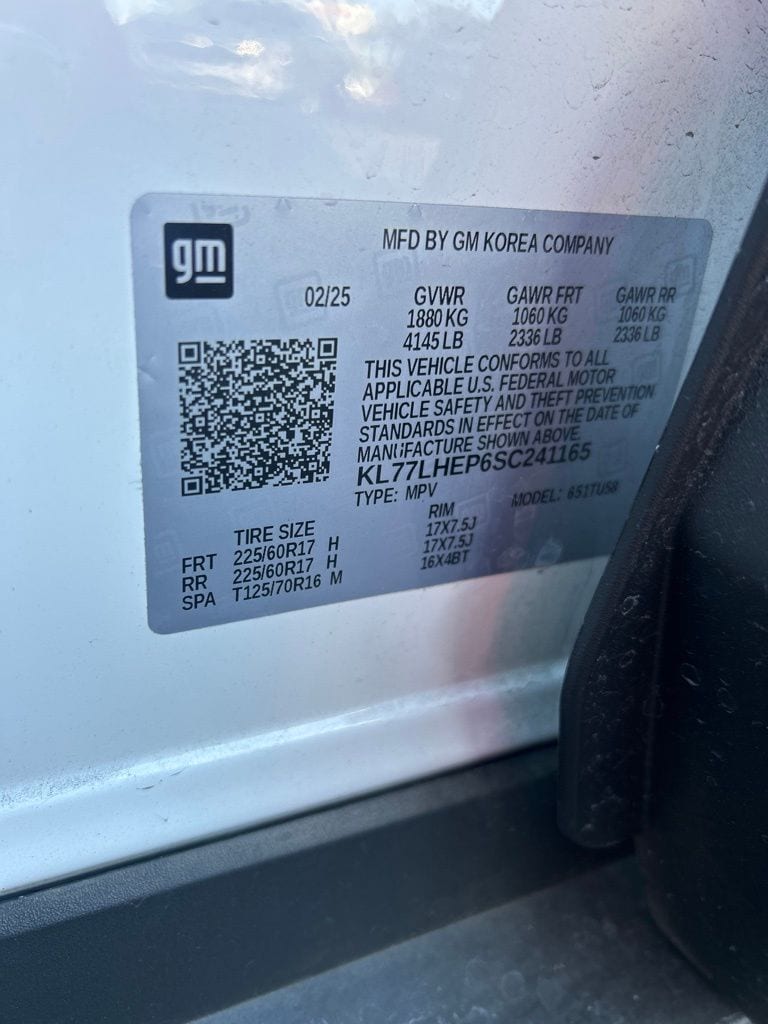 gm
MFD BY GM KOREA COMPANY
02/25 GVWR GAWR FRT GAWR RR
1880 KG 1060 KG 1060 KG
4145 LB 2336 LB 2336 LB
THIS VEHICLE CONFORMS TO ALL
APPLICABLE U.S. FEDERAL MOTOR
VEHICLE SAFETY AND THEFT PREVENTION
STANDARDS IN EFFECT ON THE DATE OF
MANUFACTURE SHOWN ABOVE.
KL77LHEP6SC241165
TYPE: MPV MODEL: 651TU58
TIRE SIZE RIM
FRT 225/60R17 H 17X7.5J
RR 225/60R17 H 17X7.5J
SPA T125/70R16 M 16X4BT